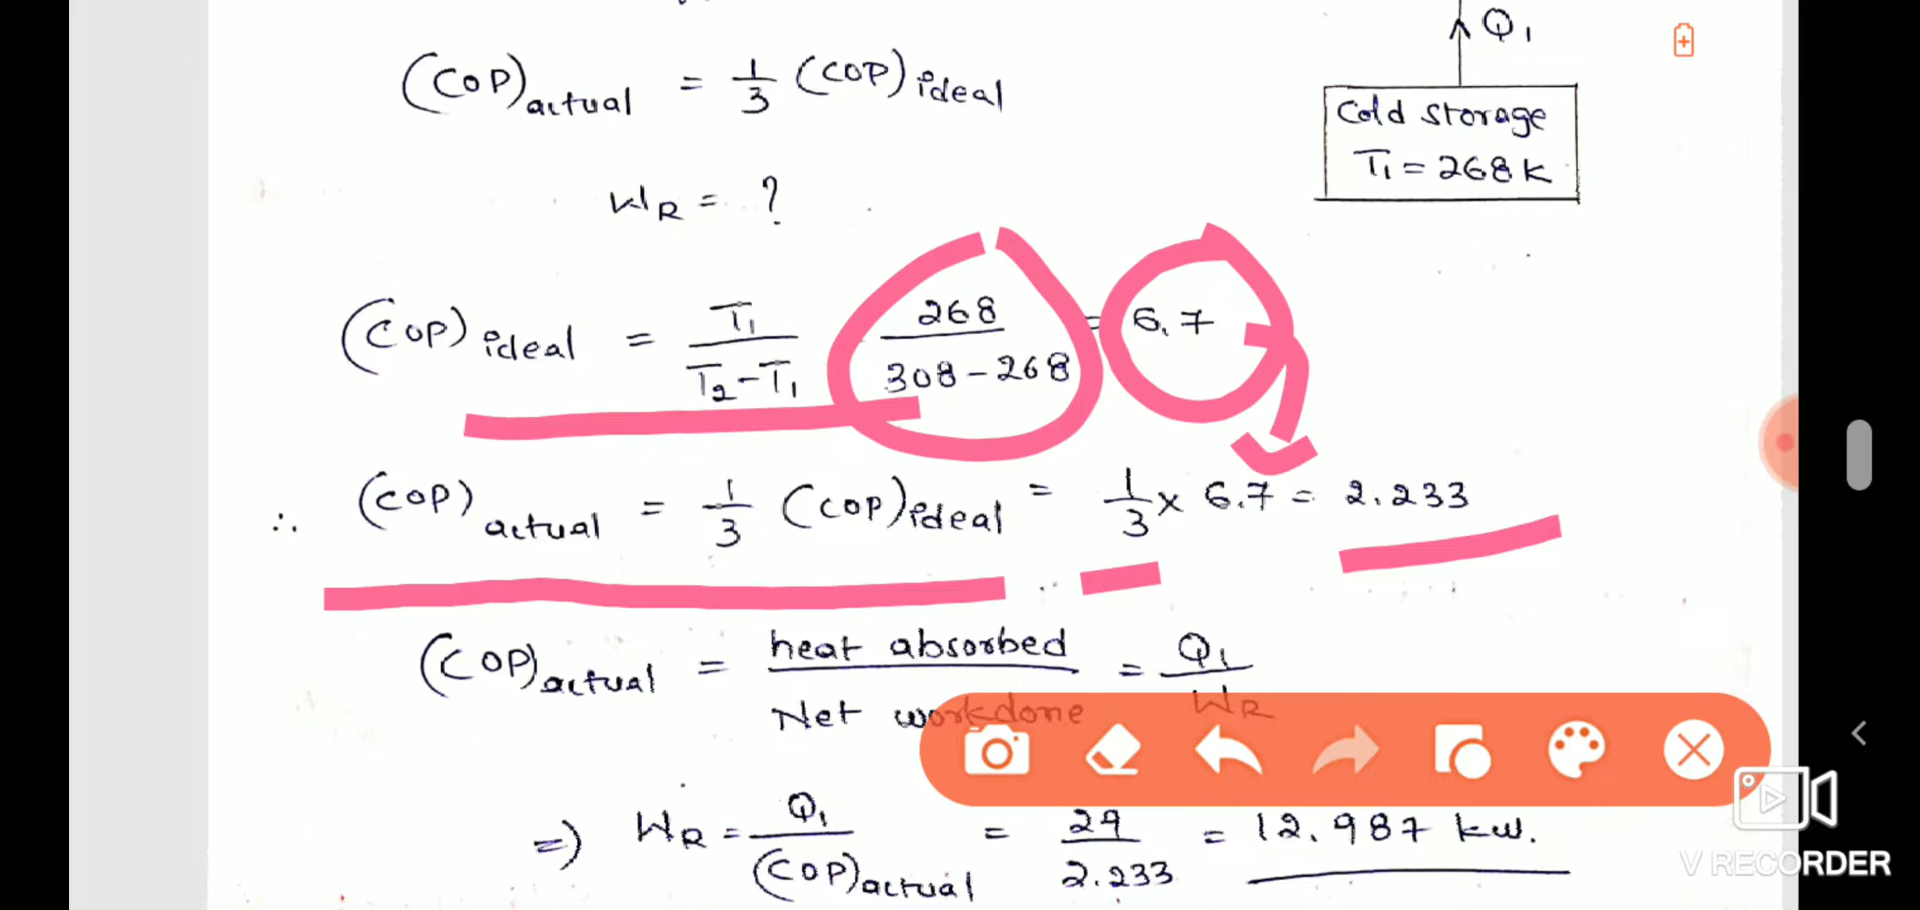 Q₁
(COP)actual = 1/3 (COP)ideal
Cold storage
T₁ = 268 K
WR = ?
(COP)ideal = T₁/(T₂-T₁) 268/(308-268) = 6.7
∴ (COP)actual = 1/3 (COP)ideal = 1/3 x 6.7 = 2.233
(COP)actual = heat absorbed/Net workdone = Q₁/WR
=) WR = Q₁/(COP)actual = 29/2.233 = 12.987 kw.
V RECORDER